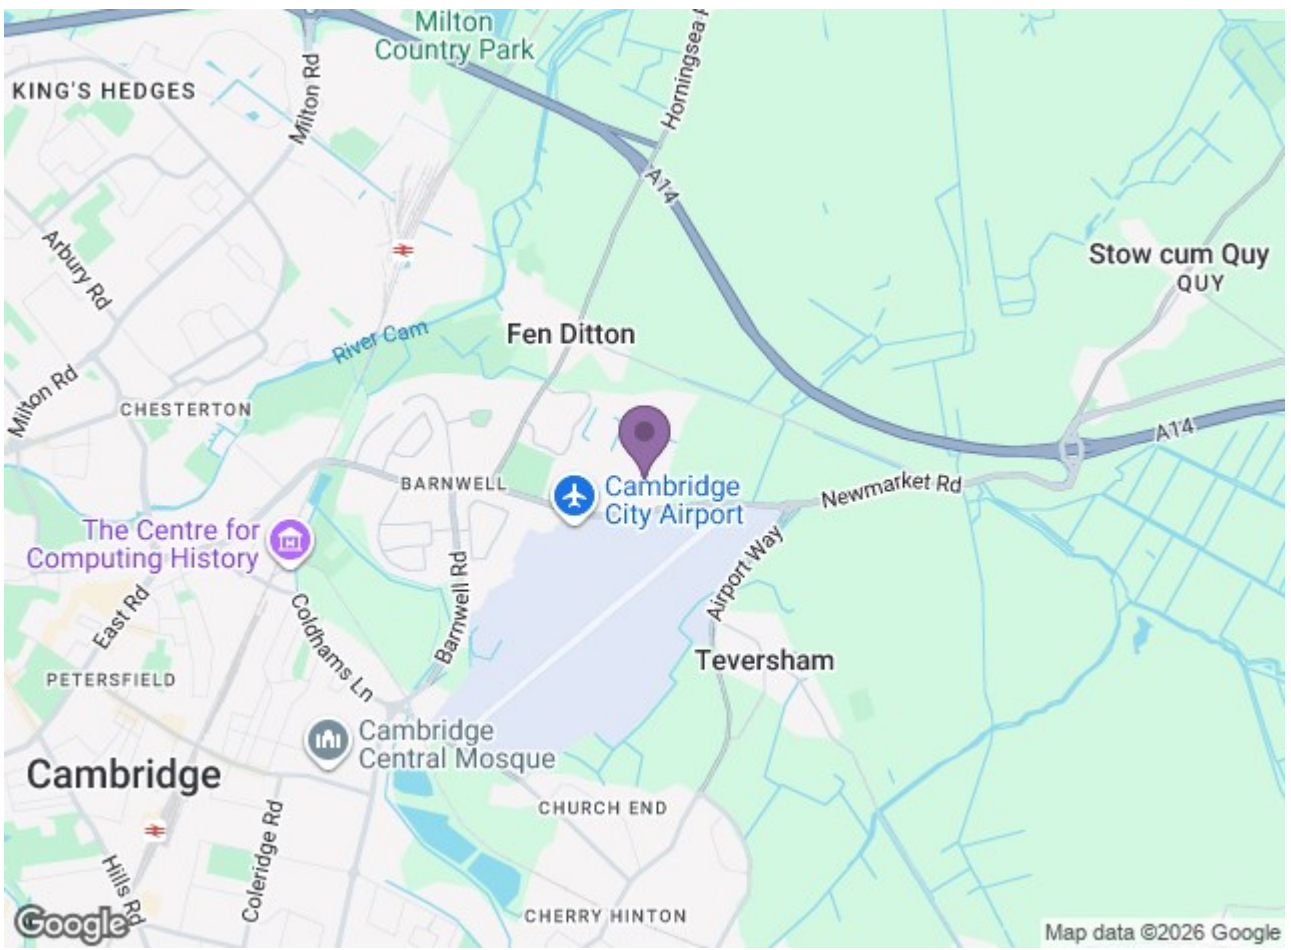 Milton
Country Park
KING'S HEDGES
Milton Rd
Horningsea
A14
Arbury Rd
Stow cum Quy
QUY
River Cam
Fen Ditton
Milton Rd
CHESTERTON
A14
BARNWELL
Newmarket Rd
Cambridge
City Airport
The Centre for
Computing History
Airport Way
East Rd
Barnwell Rd
Coldhams Ln
Teversham
PETERSFIELD
Cambridge
Central Mosque
Cambridge
CHURCH END
Coleridge Rd
Hills Rd
CHERRY HINTON
Google
Map data ©2026 Google